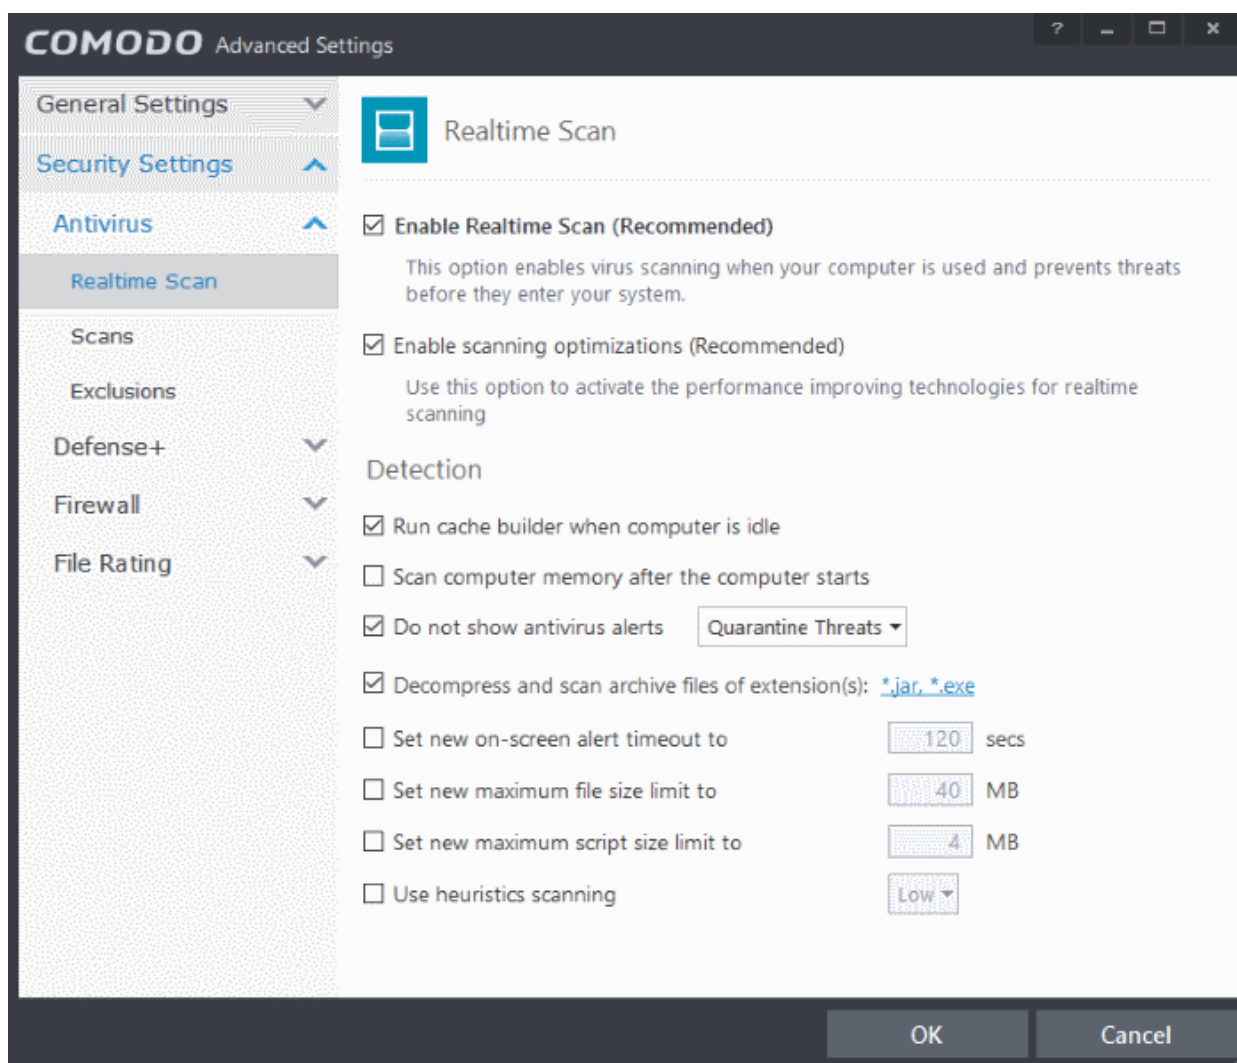 COMODO Advanced Settings
?
General Settings
Security Settings
Antivirus
Realtime Scan
Scans
Exclusions
Defense+
Firewall
File Rating
Realtime Scan
Enable Realtime Scan (Recommended)
This option enables virus scanning when your computer is used and prevents threats
before they enter your system.
Enable scanning optimizations (Recommended)
Use this option to activate the performance improving technologies for realtime
scanning
Detection
Run cache builder when computer is idle
Scan computer memory after the computer starts
Do not show antivirus alerts Quarantine Threats
Decompress and scan archive files of extension(s): *.jar, *.exe
Set new on-screen alert timeout to 120 secs
Set new maximum file size limit to 40 MB
Set new maximum script size limit to 4 MB
Use heuristics scanning Low
OK Cancel